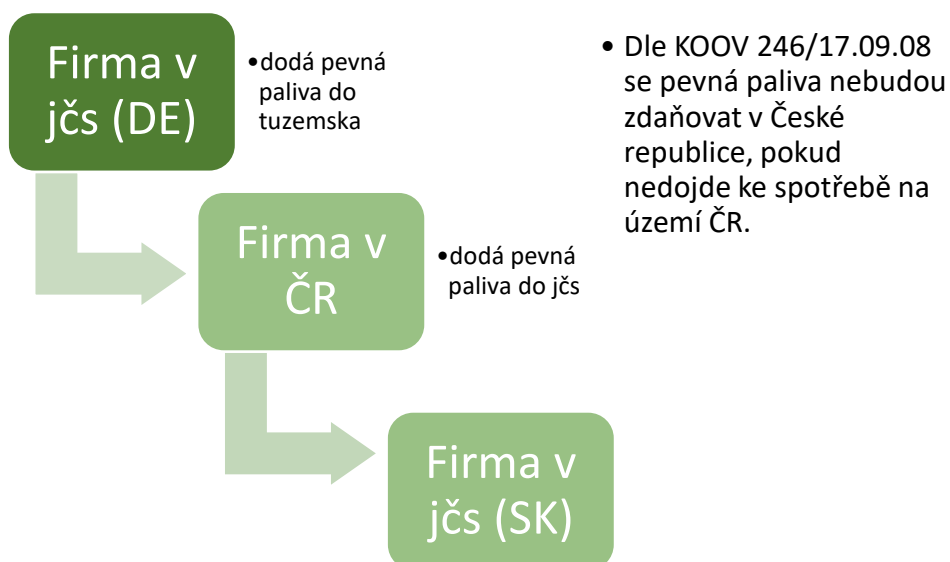 Firma v
jčs (DE)
•dodá pevná
paliva do
tuzemska
• Dle KOOV 246/17.09.08
se pevná paliva nebudou
zdaňovat v České
republice, pokud
nedojde ke spotřebě na
území ČR.
Firma v
ČR
•dodá pevná
paliva do jčs
Firma v
jčs (SK)